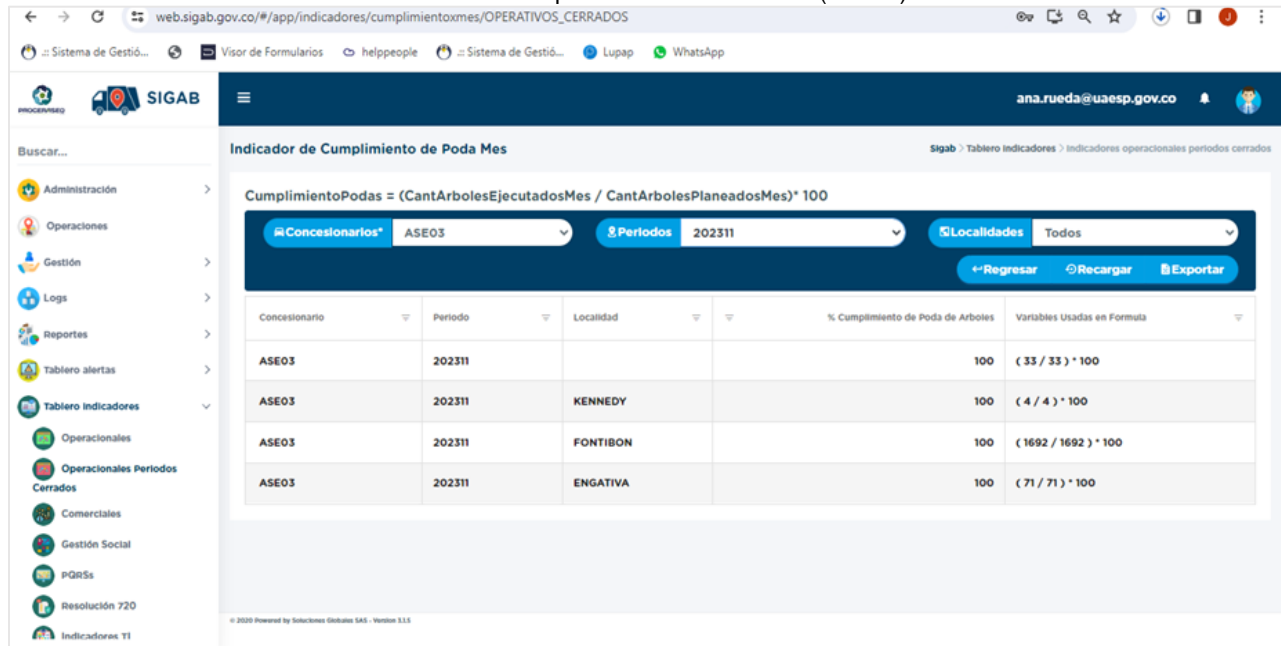 web.sigab.gov.co/#/app/indicadores/cumplimientoxmes/OPERATIVOS_CERRADOS
.:: Sistema de Gestió... Visor de Formularios helppeople .:: Sistema de Gestió... Lupap WhatsApp
PROCERASEO SIGAB ana.rueda@uaesp.gov.co
Buscar...
Indicador de Cumplimiento de Poda Mes
Sigab > Tablero indicadores > Indicadores operacionales periodos cerrados
Administración
Operaciones
Gestión
Logs
Reportes
Tablero alertas
Tablero Indicadores
Operacionales
Operacionales Periodos
Cerrados
Comerciales
Gestión Social
PQRSs
Resolución 720
Indicadores TI
CumplimientoPodas = (CantArbolesEjecutadosMes / CantArbolesPlaneadosMes)* 100
Concesionarios* ASE03 Periodos 202311 Localidades Todos
Regresar Recargar Exportar
Concesionario Periodo Localidad % Cumplimiento de Poda de Arboles Variables Usadas en Formula
ASE03 202311 100 ( 33 / 33 ) * 100
ASE03 202311 KENNEDY 100 ( 4 / 4 ) * 100
ASE03 202311 FONTIBON 100 ( 1692 / 1692 ) * 100
ASE03 202311 ENGATIVA 100 ( 71 / 71 ) * 100
© 2020 Powered by Soluciones Globales SAS - Version 3.1.5